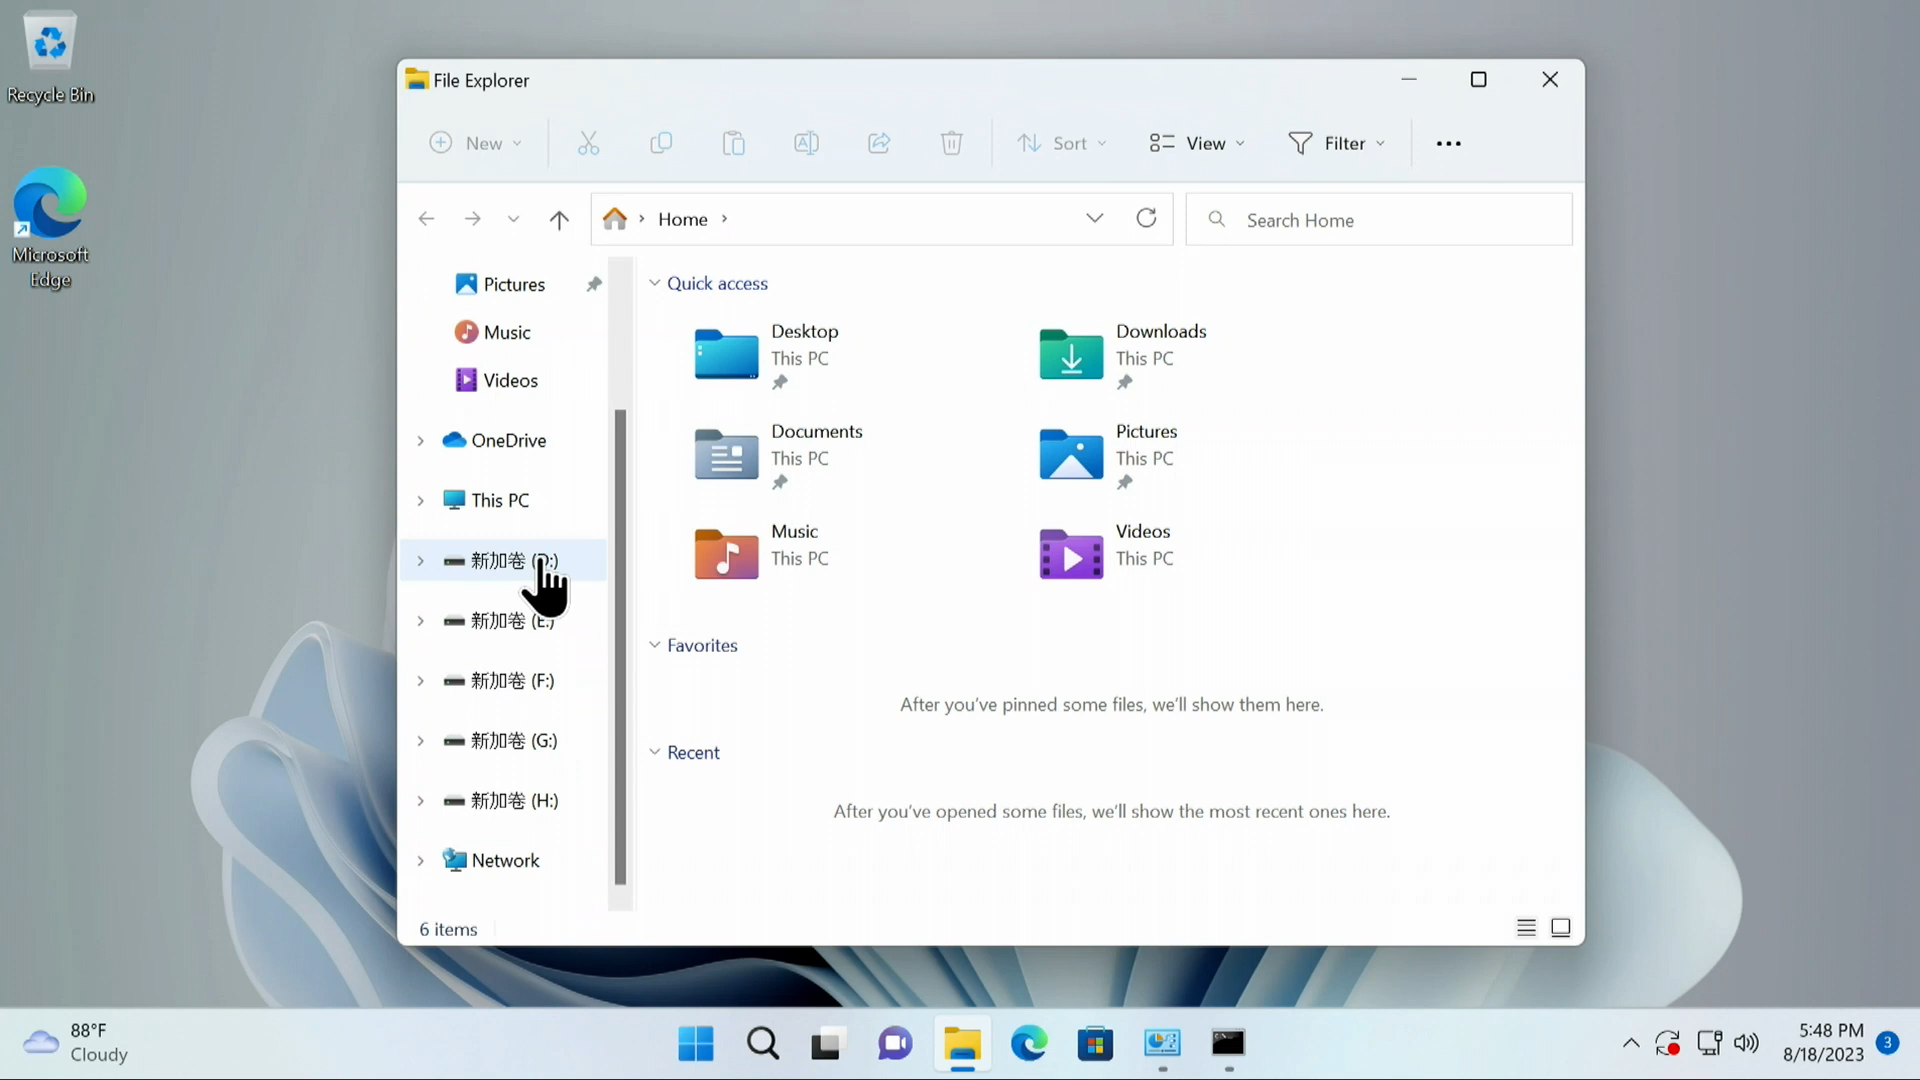 Recycle Bin
Microsoft
Edge
File Explorer
New
Sort
View
Filter
Home
Search Home
Pictures
Music
Videos
OneDrive
This PC
新加卷 (D:)
新加卷 (E:)
新加卷 (F:)
新加卷 (G:)
新加卷 (H:)
Network
Quick access
Desktop
This PC
Downloads
This PC
Documents
This PC
Pictures
This PC
Music
This PC
Videos
This PC
Favorites
After you've pinned some files, we'll show them here.
Recent
After you've opened some files, we'll show the most recent ones here.
6 items
88°F
Cloudy
5:48 PM
8/18/2023
3